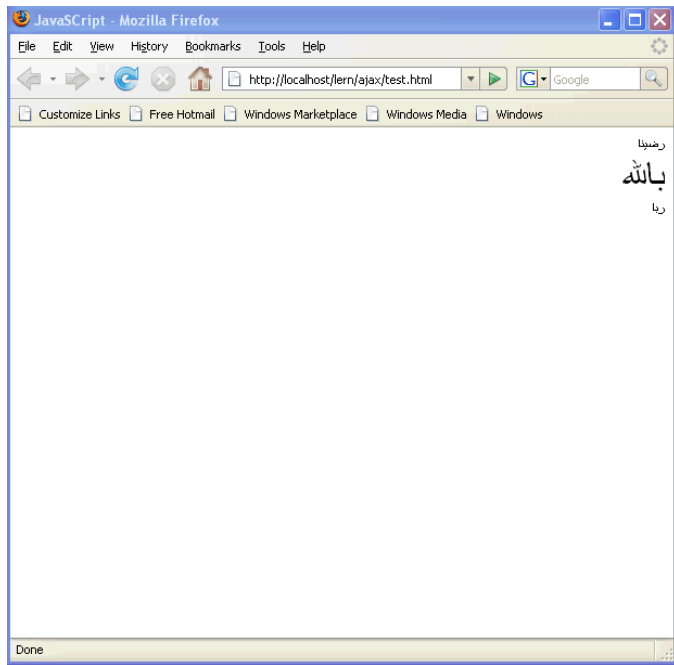 JavaSCript - Mozilla Firefox
File Edit View History Bookmarks Tools Help
http://localhost/lern/ajax/test.html G Google
Customize Links Free Hotmail Windows Marketplace Windows Media Windows
رضينا
بالله
ربا
Done